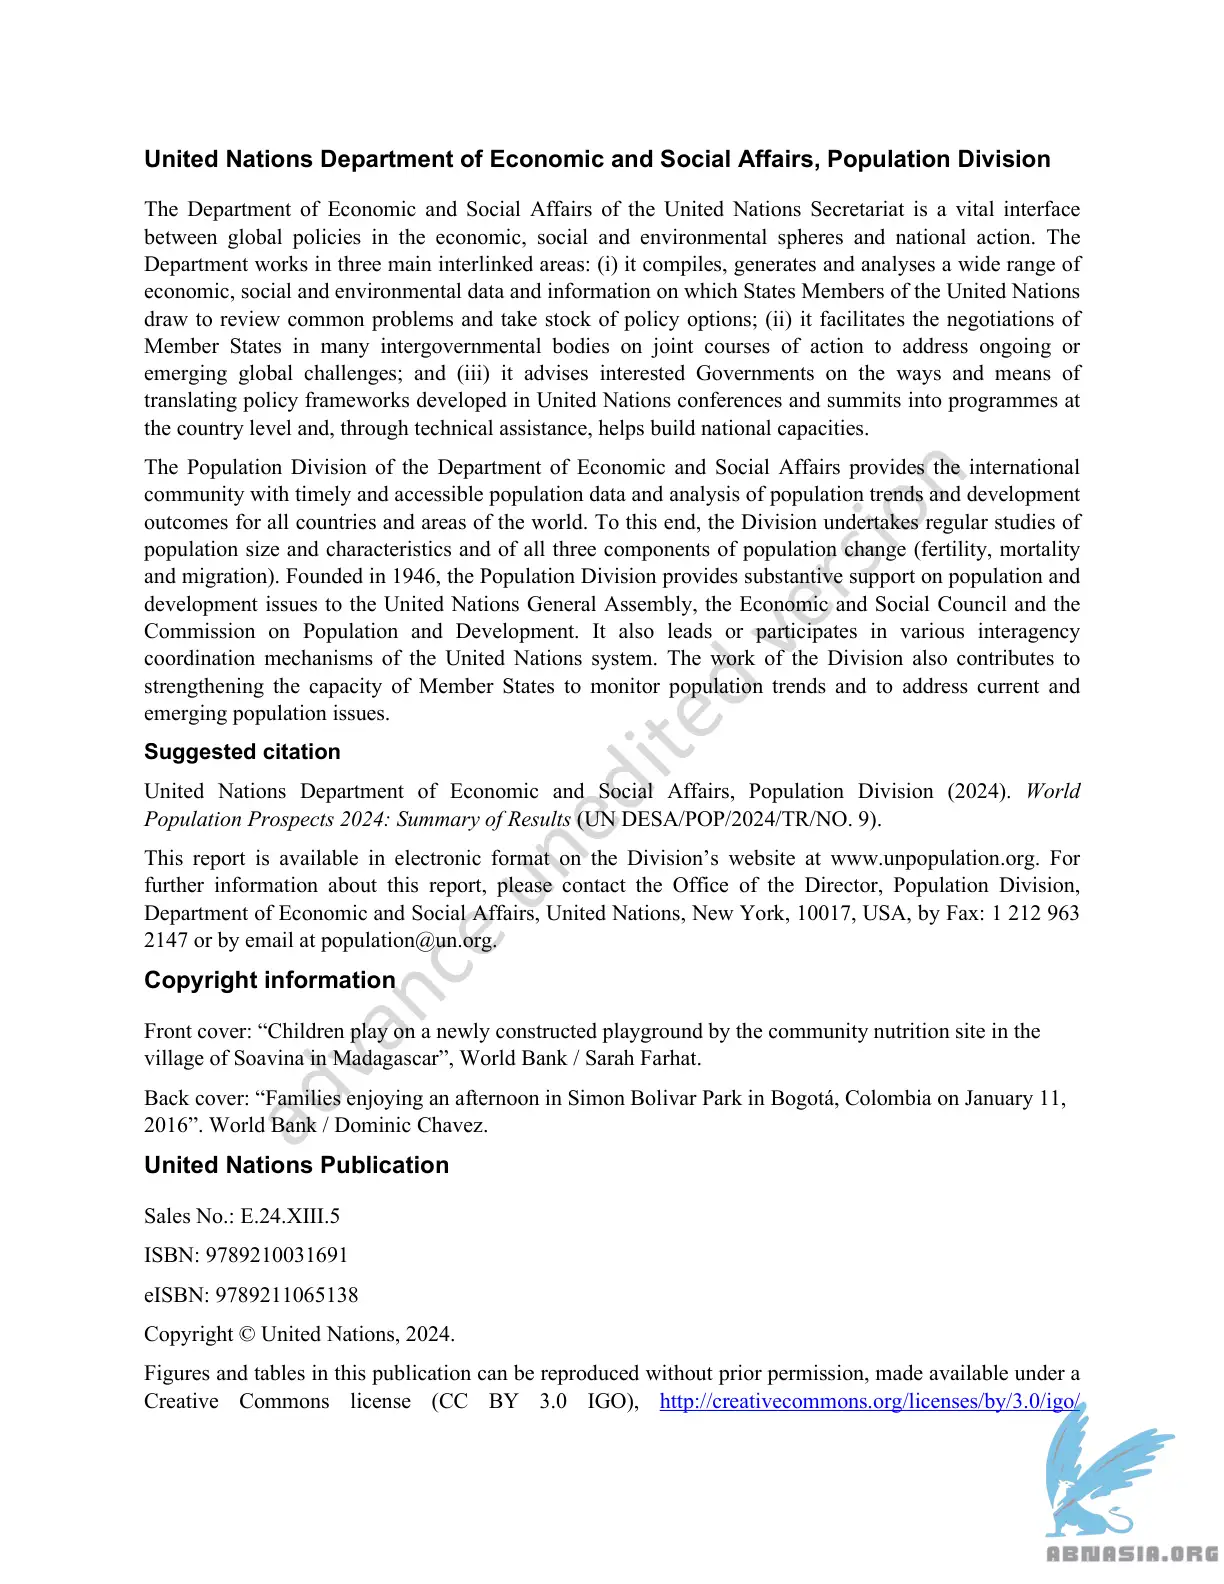 United Nations Department of Economic and Social Affairs, Population Division
The Department of Economic and Social Affairs of the United Nations Secretariat is a vital interface
between global policies in the economic, social and environmental spheres and national action. The
Department works in three main interlinked areas: (i) it compiles, generates and analyses a wide range of
economic, social and environmental data and information on which States Members of the United Nations
draw to review common problems and take stock of policy options; (ii) it facilitates the negotiations of
Member States in many intergovernmental bodies on joint courses of action to address ongoing or
emerging global challenges; and (iii) it advises interested Governments on the ways and means of
translating policy frameworks developed in United Nations conferences and summits into programmes at
the country level and, through technical assistance, helps build national capacities.
The Population Division of the Department of Economic and Social Affairs provides the international
community with timely and accessible population data and analysis of population trends and development
outcomes for all countries and areas of the world. To this end, the Division undertakes regular studies of
population size and characteristics and of all three components of population change (fertility, mortality
and migration). Founded in 1946, the Population Division provides substantive support on population and
development issues to the United Nations General Assembly, the Economic and Social Council and the
Commission on Population and Development. It also leads or participates in various interagency
coordination mechanisms of the United Nations system. The work of the Division also contributes to
strengthening the capacity of Member States to monitor population trends and to address current and
emerging population issues.
Suggested citation
United Nations Department of Economic and Social Affairs, Population Division (2024). World
Population Prospects 2024: Summary of Results (UN DESA/POP/2024/TR/NO. 9).
This report is available in electronic format on the Division’s website at www.unpopulation.org. For
further information about this report, please contact the Office of the Director, Population Division,
Department of Economic and Social Affairs, United Nations, New York, 10017, USA, by Fax: 1 212 963
2147 or by email at population@un.org.
Copyright information
Front cover: “Children play on a newly constructed playground by the community nutrition site in the
village of Soavina in Madagascar”, World Bank / Sarah Farhat.
Back cover: “Families enjoying an afternoon in Simon Bolivar Park in Bogotá, Colombia on January 11,
2016”. World Bank / Dominic Chavez.
United Nations Publication
Sales No.: E.24.XIII.5
ISBN: 9789210031691
eISBN: 9789211065138
Copyright © United Nations, 2024.
Figures and tables in this publication can be reproduced without prior permission, made available under a
Creative Commons license (CC BY 3.0 IGO), http://creativecommons.org/licenses/by/3.0/igo/
advance unedited version
ABNASIA.ORG